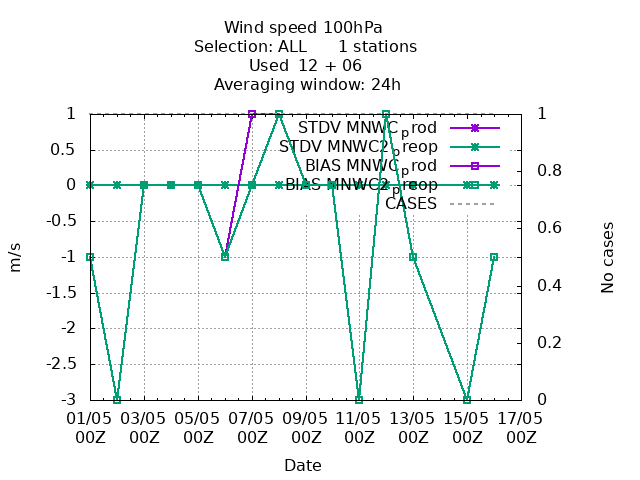 Wind speed 100hPa
Selection: ALL 1 stations
Used 12 + 06
Averaging window: 24h
1 1
STDV MNWC_prod
0.5 STDV MNWC2_preop
BIAS MNWC_prod 0.8
0 BIAS MNWC2_preop
CASES
-0.5 0.6
-1
m/s No cases
-1.5 0.4
-2
0.2
-2.5
-3 0
01/05 03/05 05/05 07/05 09/05 11/05 13/05 15/05 17/05
00Z 00Z 00Z 00Z 00Z 00Z 00Z 00Z 00Z
Date